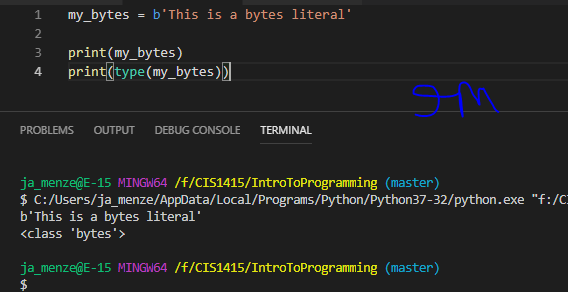 1 my_bytes = b'This is a bytes literal'
2
3 print(my_bytes)
4 print(type(my_bytes))
PROBLEMS OUTPUT DEBUG CONSOLE TERMINAL
ja_menze@E-15 MINGW64 /f/CIS1415/IntroToProgramming (master)
$ C:/Users/ja_menze/AppData/Local/Programs/Python/Python37-32/python.exe "f:/CI
b'This is a bytes literal'
<class 'bytes'>
ja_menze@E-15 MINGW64 /f/CIS1415/IntroToProgramming (master)
$